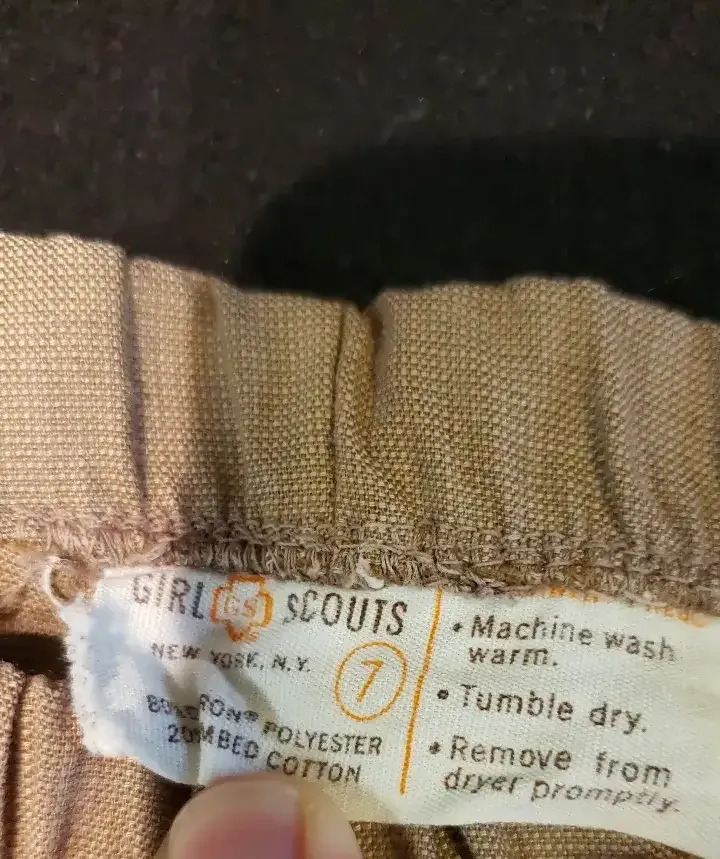 GIRL GS SCOUTS
NEW YORK, N.Y.
7
POLYESTER
COTTON
• Machine wash
warm.
• Tumble dry.
• Remove from
dryer promptly.